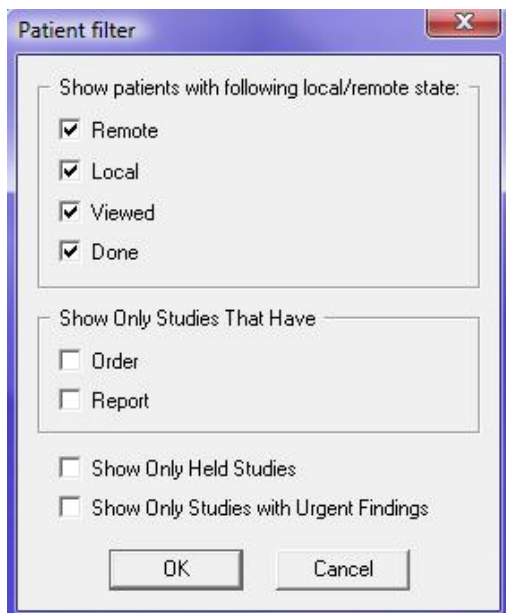 Patient filter
Show patients with following local/remote state:
Remote
Local
Viewed
Done
Show Only Studies That Have
Order
Report
Show Only Held Studies
Show Only Studies with Urgent Findings
OK Cancel